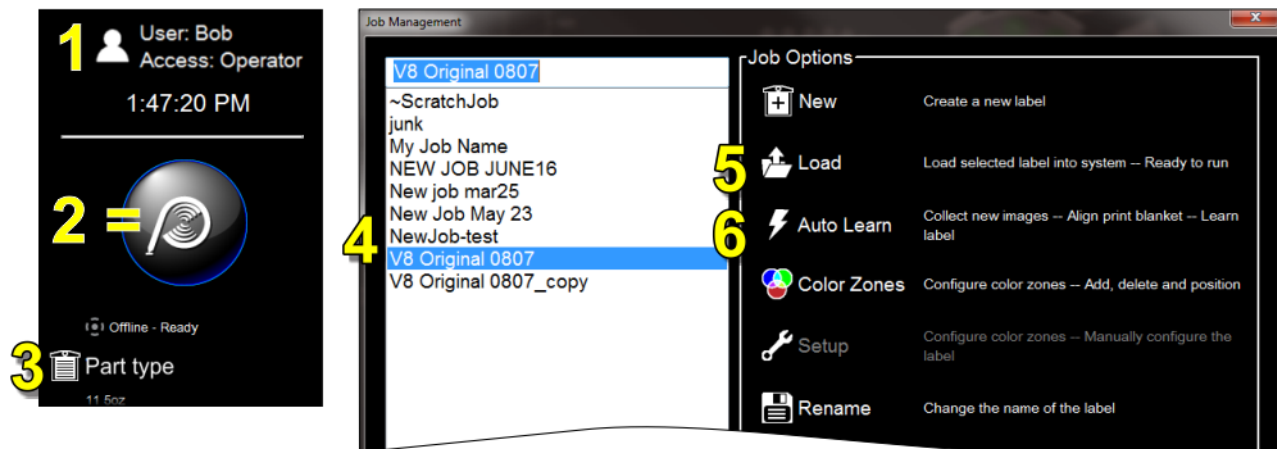 1
User: Bob
Access: Operator
1:47:20 PM
2 =
Offline - Ready
3
Part type
11.5oz
Job Management
V8 Original 0807
~ScratchJob
junk
My Job Name
NEW JOB JUNE16
New job mar25
New Job May 23
NewJob-test
4
V8 Original 0807
V8 Original 0807_copy
Job Options
New
Create a new label
5
Load
Load selected label into system -- Ready to run
6
Auto Learn
Collect new images -- Align print blanket -- Learn
label
Color Zones
Configure color zones -- Add, delete and position
Setup
Configure color zones -- Manually configure the
label
Rename
Change the name of the label